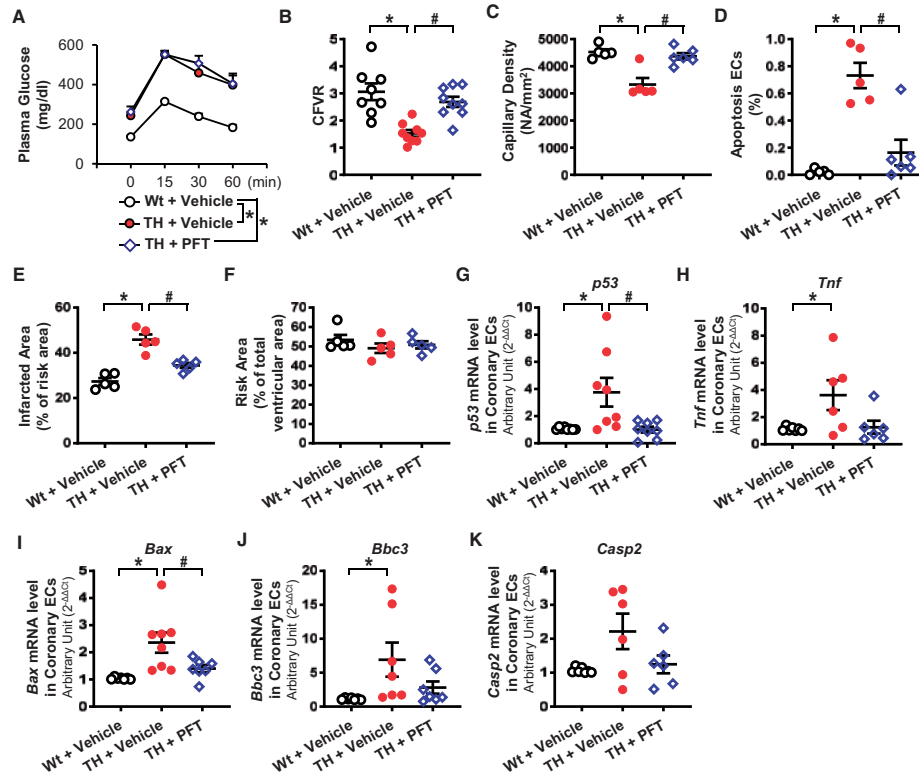 A
Plasma Glucose
(mg/dl)
600
400
200
0
0 15 30 60 (min)
Wt + Vehicle
TH + Vehicle
TH + PFT
*
*
B
* #
CFVR
5
4
3
2
1
0
Wt + Vehicle
TH + Vehicle
TH + PFT
C
* #
Capillary Density
(NA/mm²)
5000
4000
3000
2000
1000
0
Wt + Vehicle
TH + Vehicle
TH + PFT
D
* #
Apoptosis ECs
(%)
1.0
0.8
0.6
0.4
0.2
0.0
Wt + Vehicle
TH + Vehicle
TH + PFT
E
* #
Infarcted Area
(% of risk area)
60
40
20
0
Wt + Vehicle
TH + Vehicle
TH + PFT
F
Risk Area
(% of total
ventricular area)
80
60
40
20
0
Wt + Vehicle
TH + Vehicle
TH + PFT
G
p53
* #
p53 mRNA level
in Coronary ECs
Arbitrary Unit (2-ΔΔCt)
10
8
6
4
2
0
Wt + Vehicle
TH + Vehicle
TH + PFT
H
Tnf
*
Tnf mRNA level
in Coronary ECs
Arbitrary Unit (2-ΔΔCt)
10
8
6
4
2
0
Wt + Vehicle
TH + Vehicle
TH + PFT
I
Bax
* #
Bax mRNA level
in Coronary ECs
Arbitrary Unit (2-ΔΔCt)
5
4
3
2
1
0
Wt + Vehicle
TH + Vehicle
TH + PFT
J
Bbc3
*
Bbc3 mRNA level
in Coronary ECs
Arbitrary Unit (2-ΔΔCt)
20
15
10
5
0
Wt + Vehicle
TH + Vehicle
TH + PFT
K
Casp2
Casp2 mRNA level
in Coronary ECs
Arbitrary Unit (2-ΔΔCt)
4
3
2
1
0
Wt + Vehicle
TH + Vehicle
TH + PFT